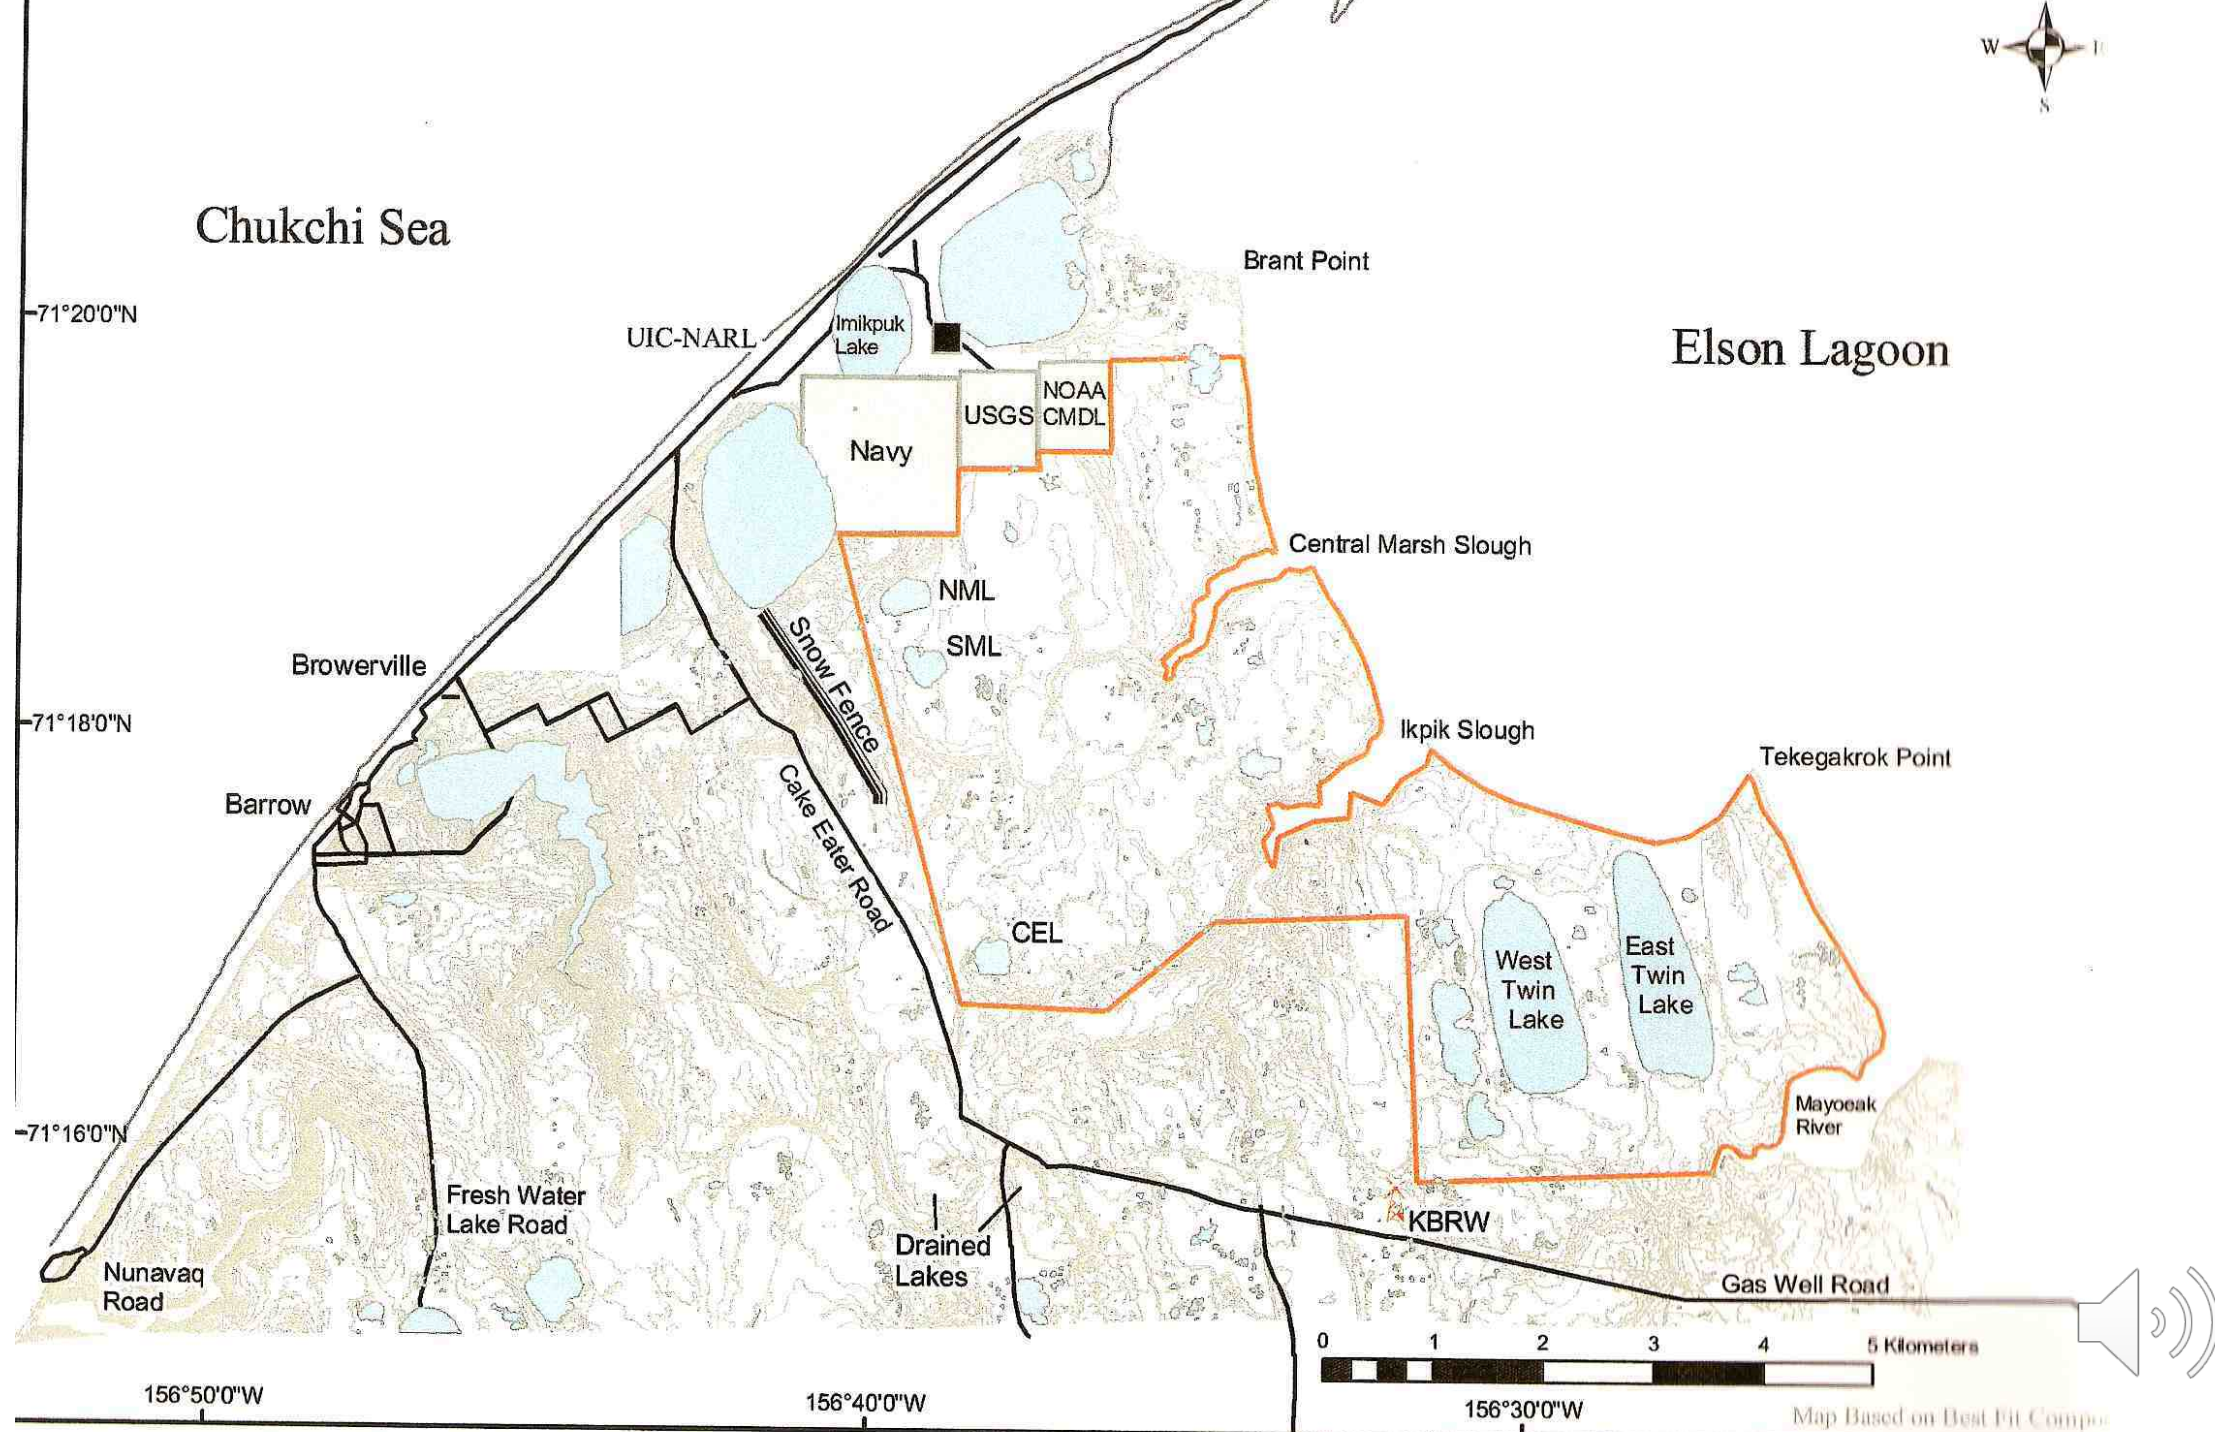 W
S
Chukchi Sea
Brant Point
71°20'0"N
Imikpuk
Lake
UIC-NARL
Elson Lagoon
NOAA
CMDL
USGS
Navy
Central Marsh Slough
NML
SML
Snow Fence
Browerville
71°18'0"N
Ikpik Slough
Tekegakrok Point
Barrow
Cake Eater Road
CEL
West
Twin
Lake
East
Twin
Lake
Mayoeak
River
71°16'0"N
Fresh Water
Lake Road
KBRW
Drained
Lakes
Nunavaq
Road
Gas Well Road
0 1 2 3 4 5 Kilometers
156°50'0"W
156°40'0"W
156°30'0"W
Map Based on Best Fit